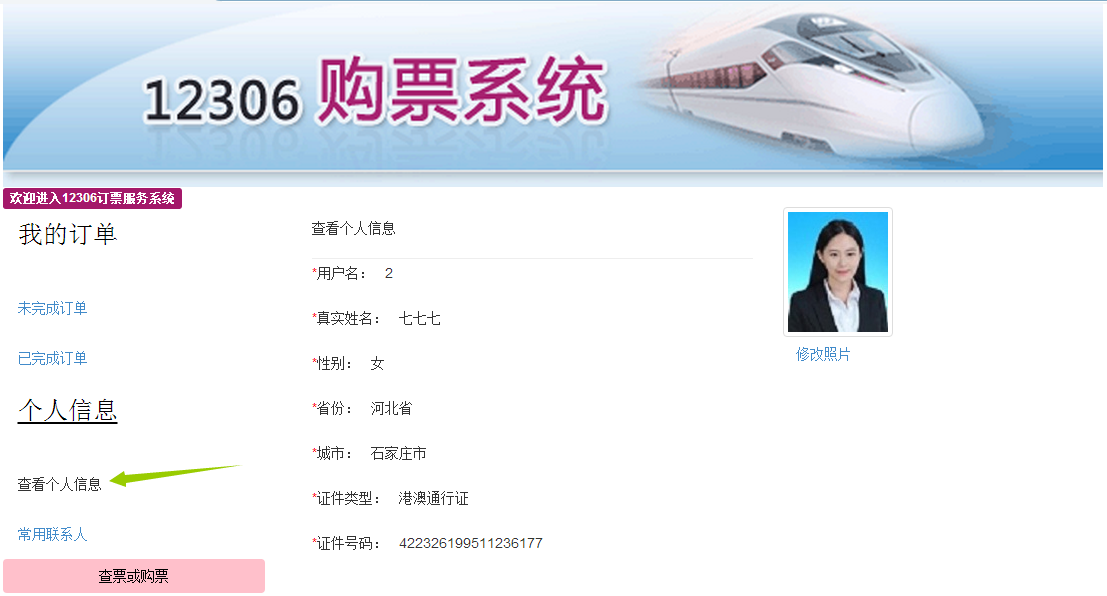 12306 购票系统
欢迎进入12306订票服务系统
我的订单
未完成订单
已完成订单
个人信息
查看个人信息
常用联系人
查票或购票
查看个人信息
*用户名： 2
*真实姓名： 七七七
*性别： 女
*省份： 河北省
*城市： 石家庄市
*证件类型： 港澳通行证
*证件号码： 422326199511236177
修改照片